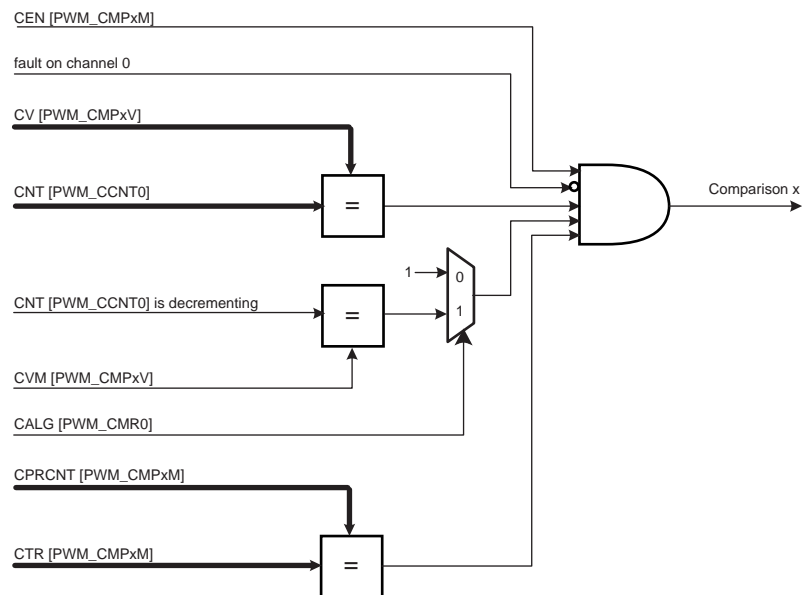 CEN [PWM_CMPxM]
fault on channel 0
CV [PWM_CMPxV]
CNT [PWM_CCNT0]
=
Comparison x
1
0
CNT [PWM_CCNT0] is decrementing
=
1
CVM [PWM_CMPxV]
CALG [PWM_CMR0]
CPRCNT [PWM_CMPxM]
CTR [PWM_CMPxM]
=